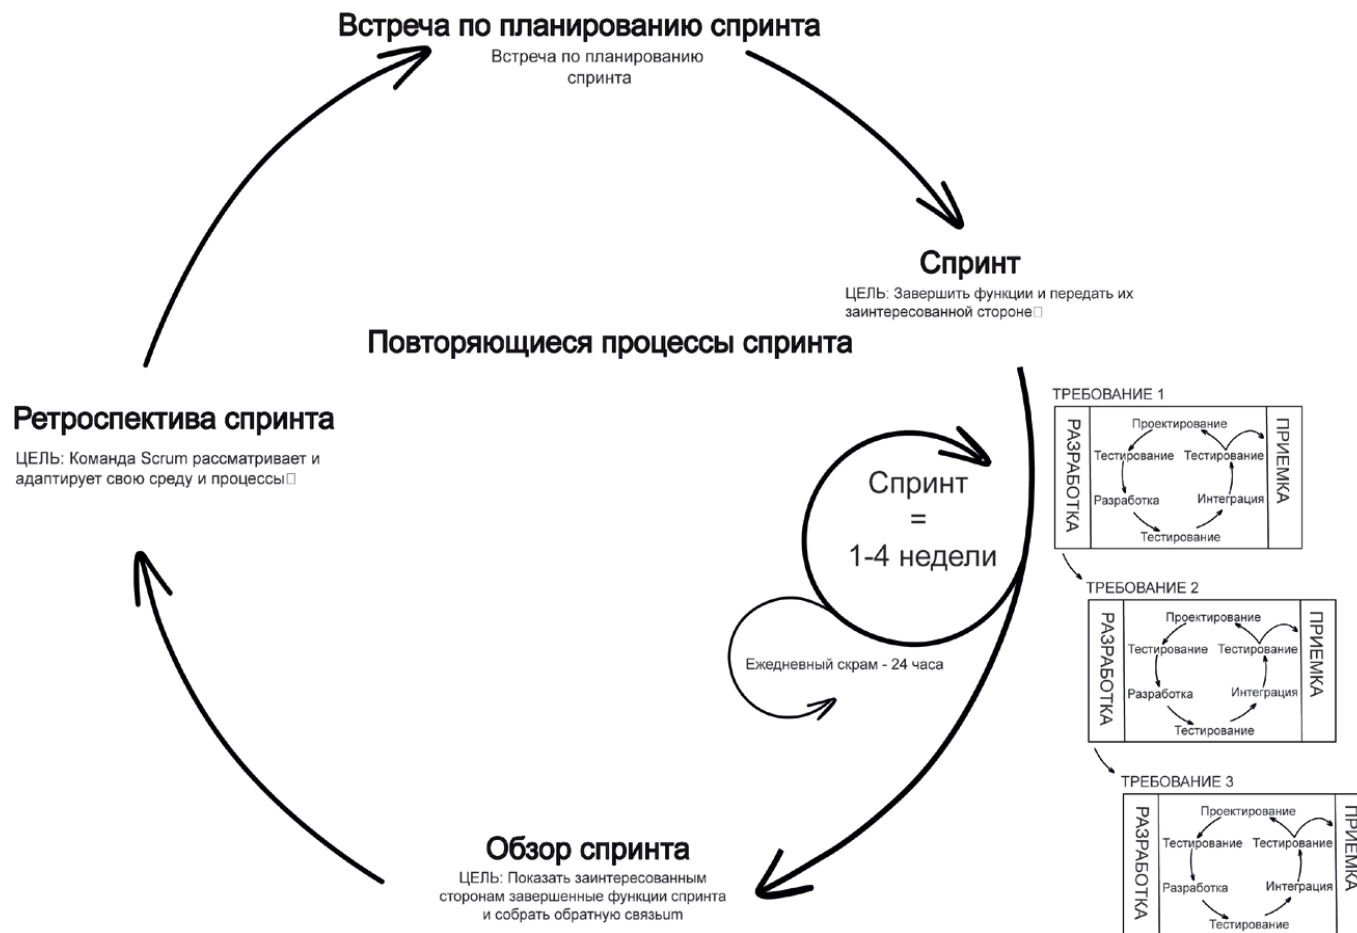 Встреча по планированию спринта
Встреча по планированию
спринта
Спринт
ЦЕЛЬ: Завершить функции и передать их
заинтересованной стороне□
Повторяющиеся процессы спринта
Ретроспектива спринта
ЦЕЛЬ: Команда Scrum рассматривает и
адаптирует свою среду и процессы□
Спринт
=
1-4 недели
Ежедневный скрам - 24 часа
Обзор спринта
ЦЕЛЬ: Показать заинтересованным
сторонам завершенные функции спринта
и собрать обратную связьum
ТРЕБОВАНИЕ 1
РАЗРАБОТКА
Проектирование
Тестирование
Тестирование
Разработка
Интеграция
Тестирование
ПРИЕМКА
ТРЕБОВАНИЕ 2
РАЗРАБОТКА
Проектирование
Тестирование
Тестирование
Разработка
Интеграция
Тестирование
ПРИЕМКА
ТРЕБОВАНИЕ 3
РАЗРАБОТКА
Проектирование
Тестирование
Тестирование
Разработка
Интеграция
Тестирование
ПРИЕМКА